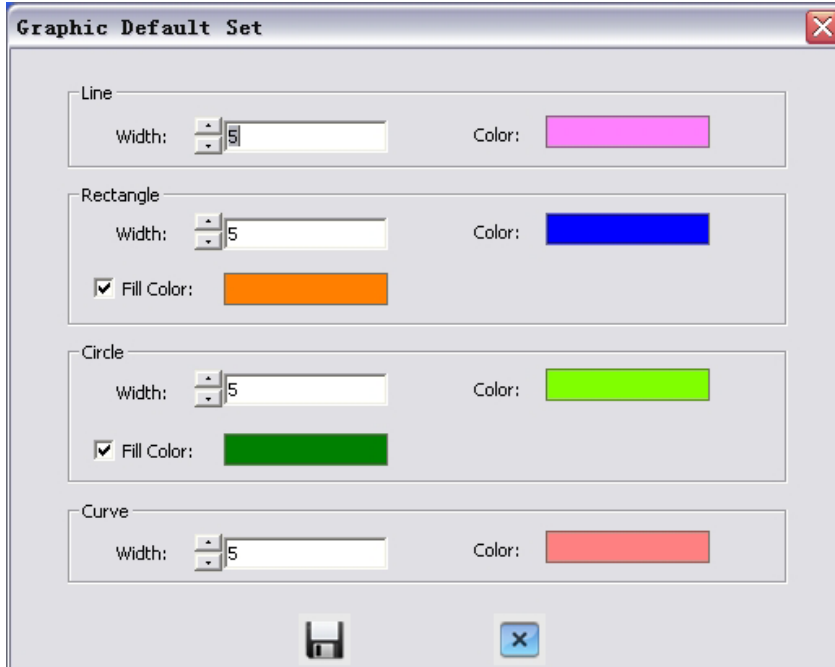 Graphic Default Set
Line
Width: 5 Color:
Rectangle
Width: 5 Color:
Fill Color:
Circle
Width: 5 Color:
Fill Color:
Curve
Width: 5 Color: